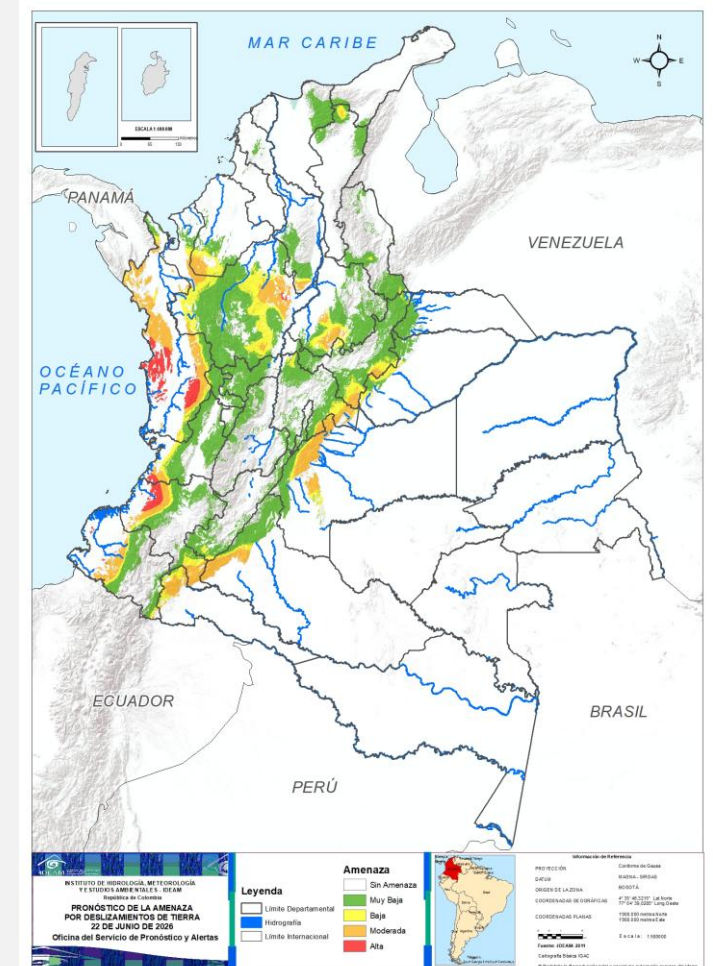 MAR CARIBE
N
W
E
S
ESCALA 1:600 000
PANAMÁ
VENEZUELA
OCÉANO
PACÍFICO
ECUADOR
BRASIL
PERÚ
IDEAM
INSTITUTO DE HIDROLOGÍA, METEOROLOGÍA
Y ESTUDIOS AMBIENTALES - IDEAM
República de Colombia
PRONÓSTICO DE LA AMENAZA
POR DESLIZAMIENTOS DE TIERRA
22 DE JUNIO DE 2026
Oficina del Servicio de Pronóstico y Alertas
Leyenda
Límite Departamental
Hidrografía
Límite Internacional
Amenaza
Sin Amenaza
Muy Baja
Baja
Moderada
Alta
Información de Referencia
PROYECCIÓN
Conforme de Gauss
DATUM
MAGNA - SIRGAS
ORIGEN DE LA ZONA
BOGOTÁ
COORDENADAS GEOGRÁFICAS
COORDENADAS PLANAS
Fuente: IDEAM 2011
Cartografía Básica IGAC